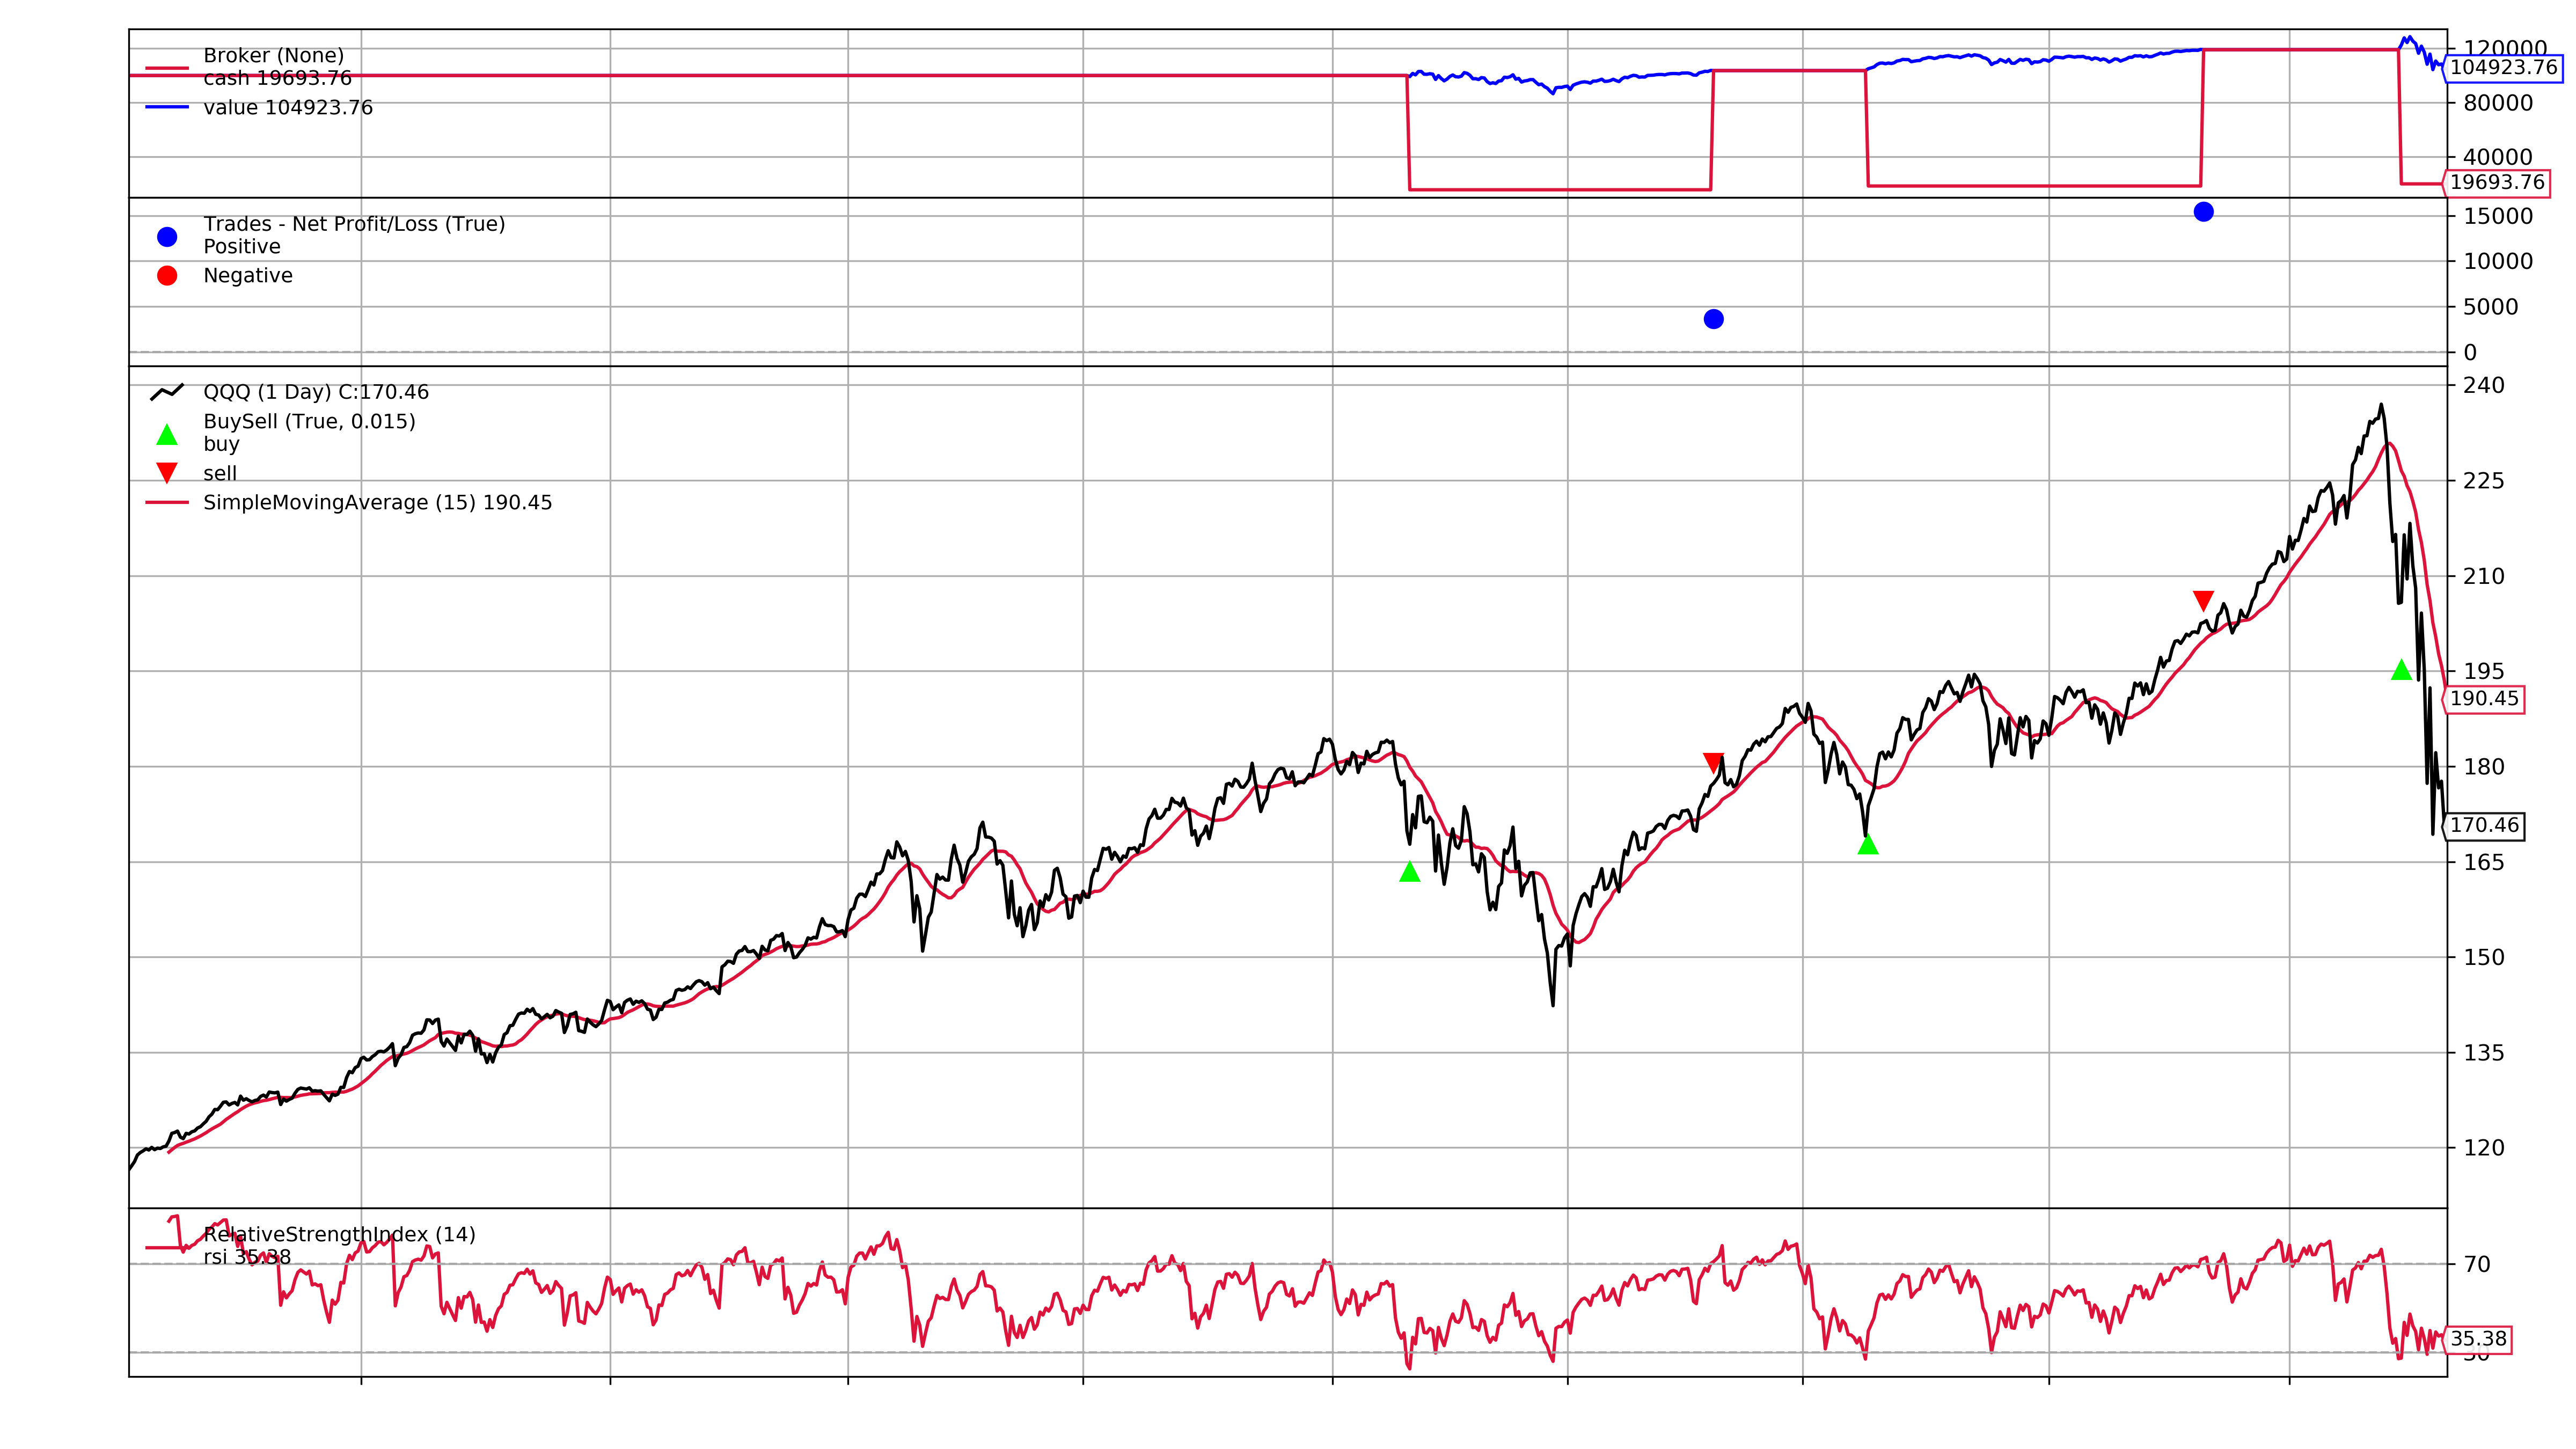 Broker (None)
cash 19693.76
value 104923.76
120000
104923.76
80000
40000
19693.76
Trades - Net Profit/Loss (True)
Positive
Negative
15000
10000
5000
0
QQQ (1 Day) C:170.46
BuySell (True, 0.015)
buy
sell
SimpleMovingAverage (15) 190.45
240
225
210
195
190.45
180
170.46
165
150
135
120
RelativeStrengthIndex (14)
rsi 35.38
70
35.38
30